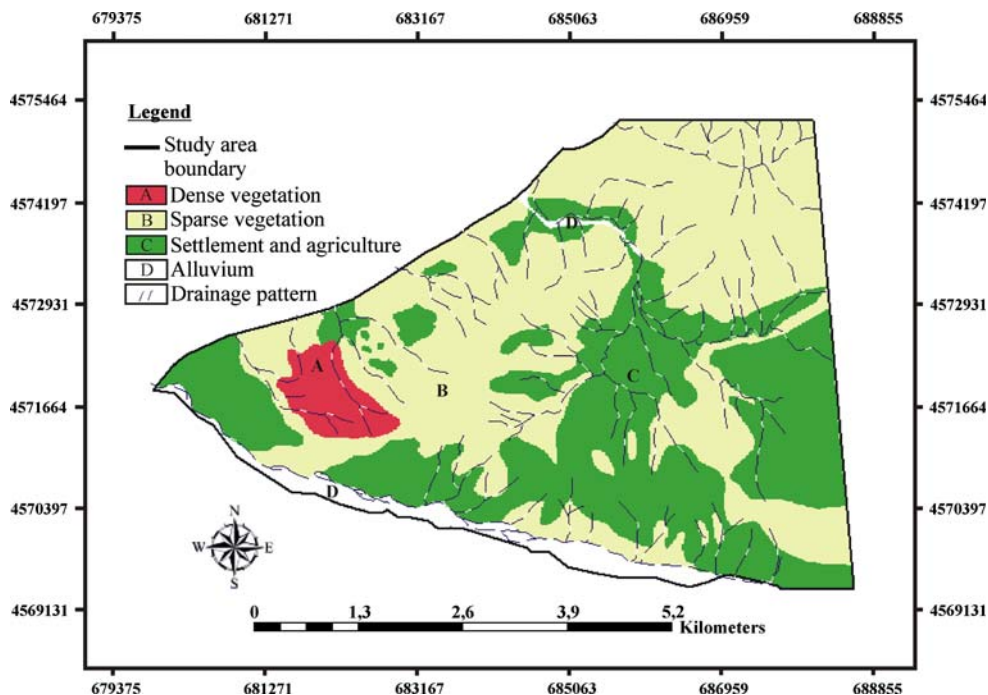 679375 681271 683167 685063 686959 688855
4575464 4575464
Legend
Study area
boundary
A Dense vegetation
B Sparse vegetation
C Settlement and agriculture
D Alluvium
Drainage pattern
4574197 4574197
D
4572931 4572931
A
B
C
4571664 4571664
D
4570397 4570397
N
W E
S
4569131 4569131
0 1,3 2,6 3,9 5,2
Kilometers
679375 681271 683167 685063 686959 688855